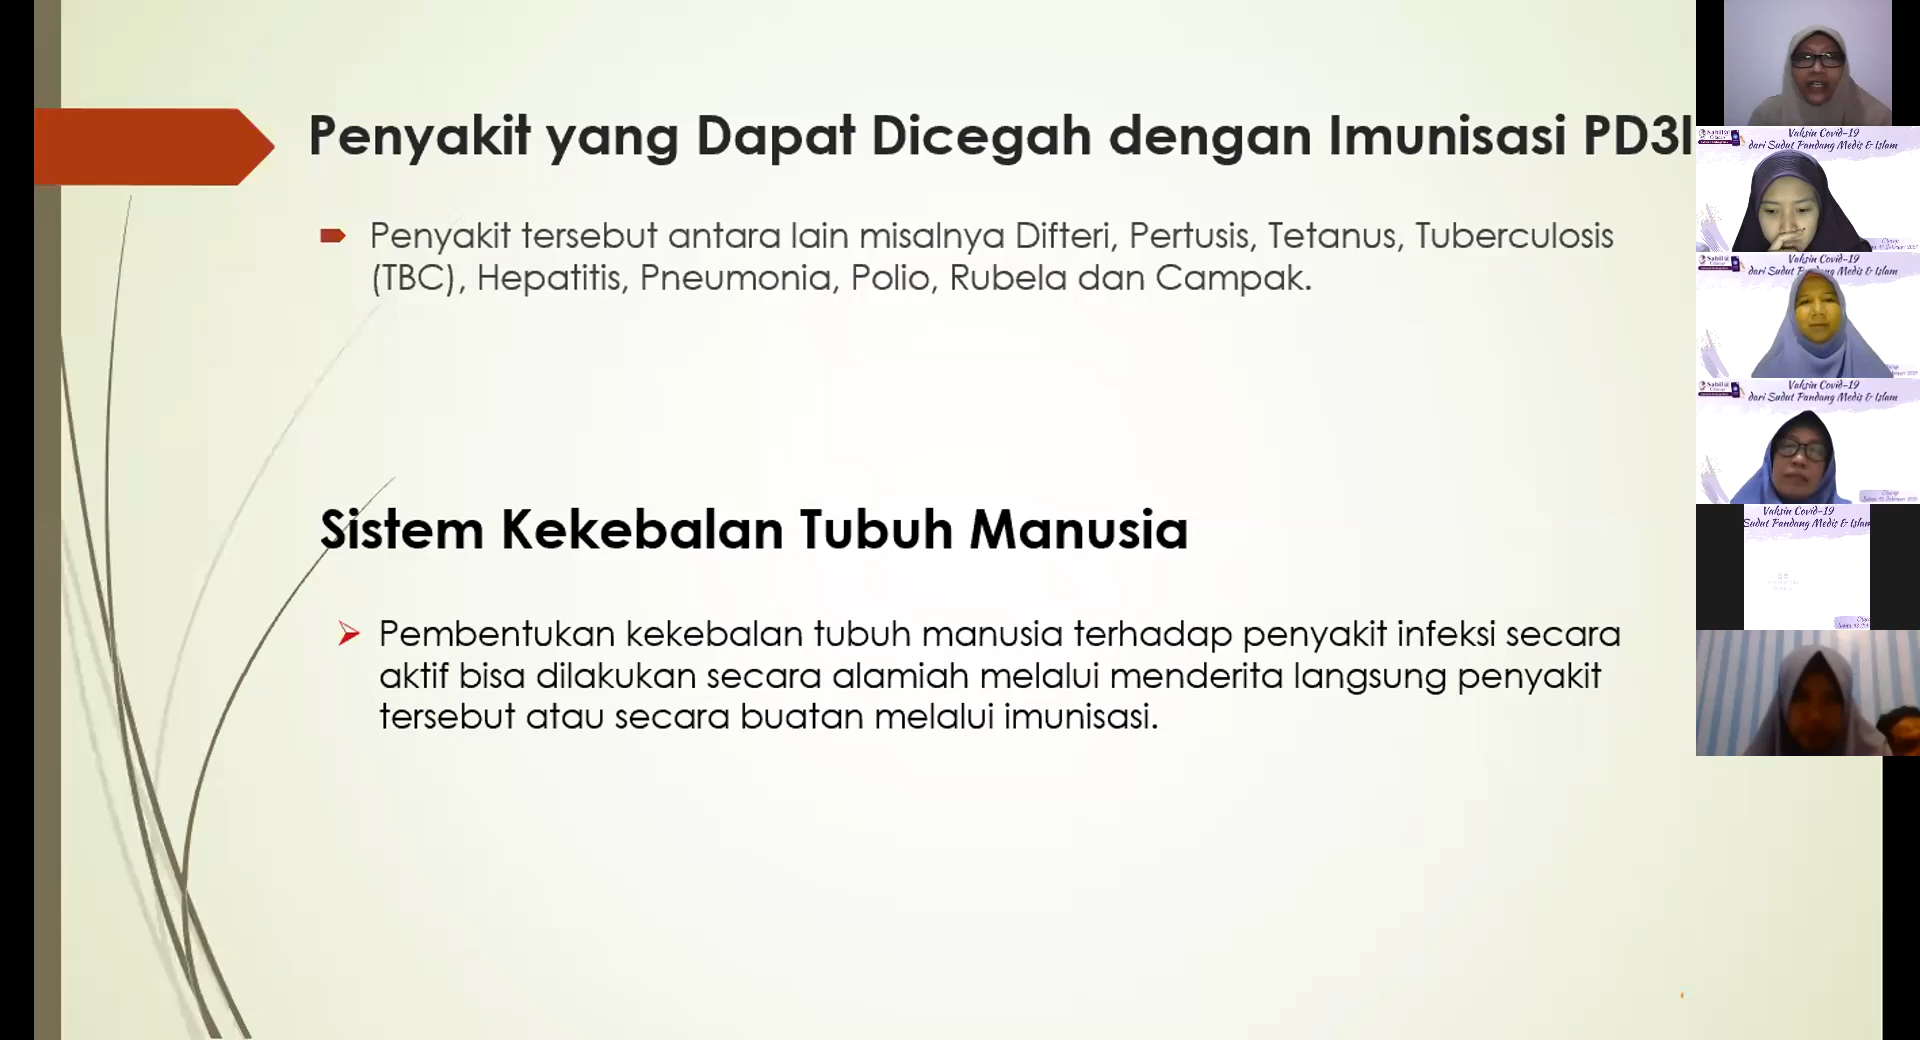 Penyakit yang Dapat Dicegah dengan Imunisasi PD3I
Penyakit tersebut antara lain misalnya Difteri, Pertusis, Tetanus, Tuberculosis
(TBC), Hepatitis, Pneumonia, Polio, Rubela dan Campak.
Sistem Kekebalan Tubuh Manusia
Pembentukan kekebalan tubuh manusia terhadap penyakit infeksi secara
aktif bisa dilakukan secara alamiah melalui menderita langsung penyakit
tersebut atau secara buatan melalui imunisasi.
Vaksin Covid-19
dari Sudut Pandang Medis & Islam
Vaksin Covid-19
dari Sudut Pandang Medis & Islam
Vaksin Covid-19
dari Sudut Pandang Medis & Islam
Vaksin Covid-19
Sudut Pandang Medis & Islam